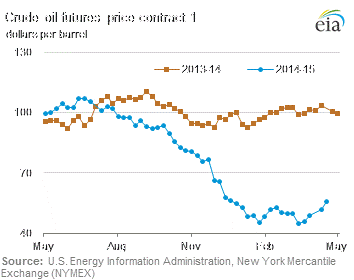 Crude oil futures price contract 1
dollars per barrel
eia
130
2013-14
2014-15
100
70
40
May
Aug
Nov
Feb
May
Source: U.S. Energy Information Administration, New York Mercantile
Exchange (NYMEX)